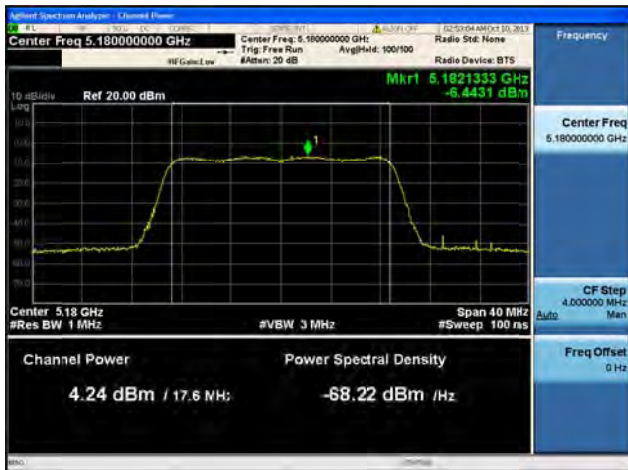 Agilent Spectrum Analyzer - Channel Power
RL
02:53:04 AM Oct 10, 2013
Center Freq 5.180000000 GHz
Center Freq: 5.180000000 GHz
Radio Std: None
Trig: Free Run
Avg|Hold: 100/100
#IFGain:Low
#Atten: 20 dB
Radio Device: BTS
Mkr1 5.1821333 GHz
-6.4431 dBm
10 dB/div
Ref 20.00 dBm
Log
1
Center 5.18 GHz
Span 40 MHz
#Res BW 1 MHz
#VBW 3 MHz
#Sweep 100 ms
Channel Power
Power Spectral Density
4.24 dBm / 17.6 MHz
-68.22 dBm /Hz
MSG
Frequency
Center Freq
5.180000000 GHz
CF Step
4.000000 MHz
Auto
Man
Freq Offset
0 Hz